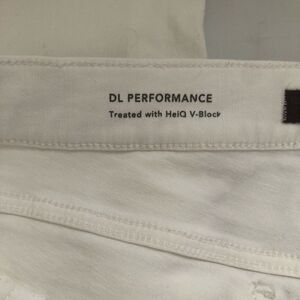 DL PERFORMANCE
Treated with HeiQ V-Block